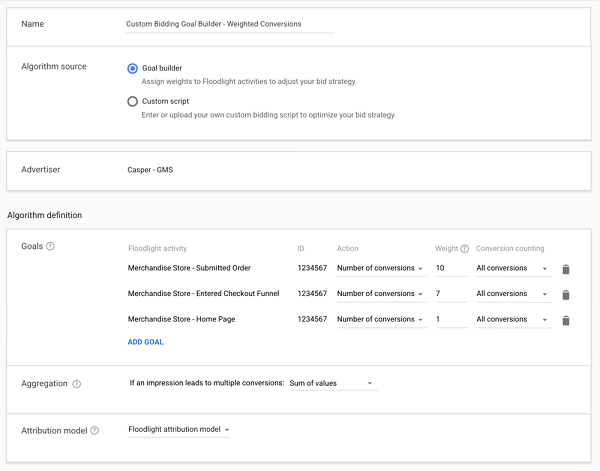 Name Custom Bidding Goal Builder - Weighted Conversions
Algorithm source Goal builder
Assign weights to Floodlight activities to adjust your bid strategy.
Custom script
Enter or upload your own custom bidding script to optimize your bid strategy.
Advertiser Casper - GMS
Algorithm definition
Goals Floodlight activity ID Action Weight Conversion counting
Merchandise Store - Submitted Order 1234567 Number of conversions 10 All conversions
Merchandise Store - Entered Checkout Funnel 1234567 Number of conversions 7 All conversions
Merchandise Store - Home Page 1234567 Number of conversions 1 All conversions
ADD GOAL
Aggregation If an impression leads to multiple conversions: Sum of values
Attribution model Floodlight attribution model